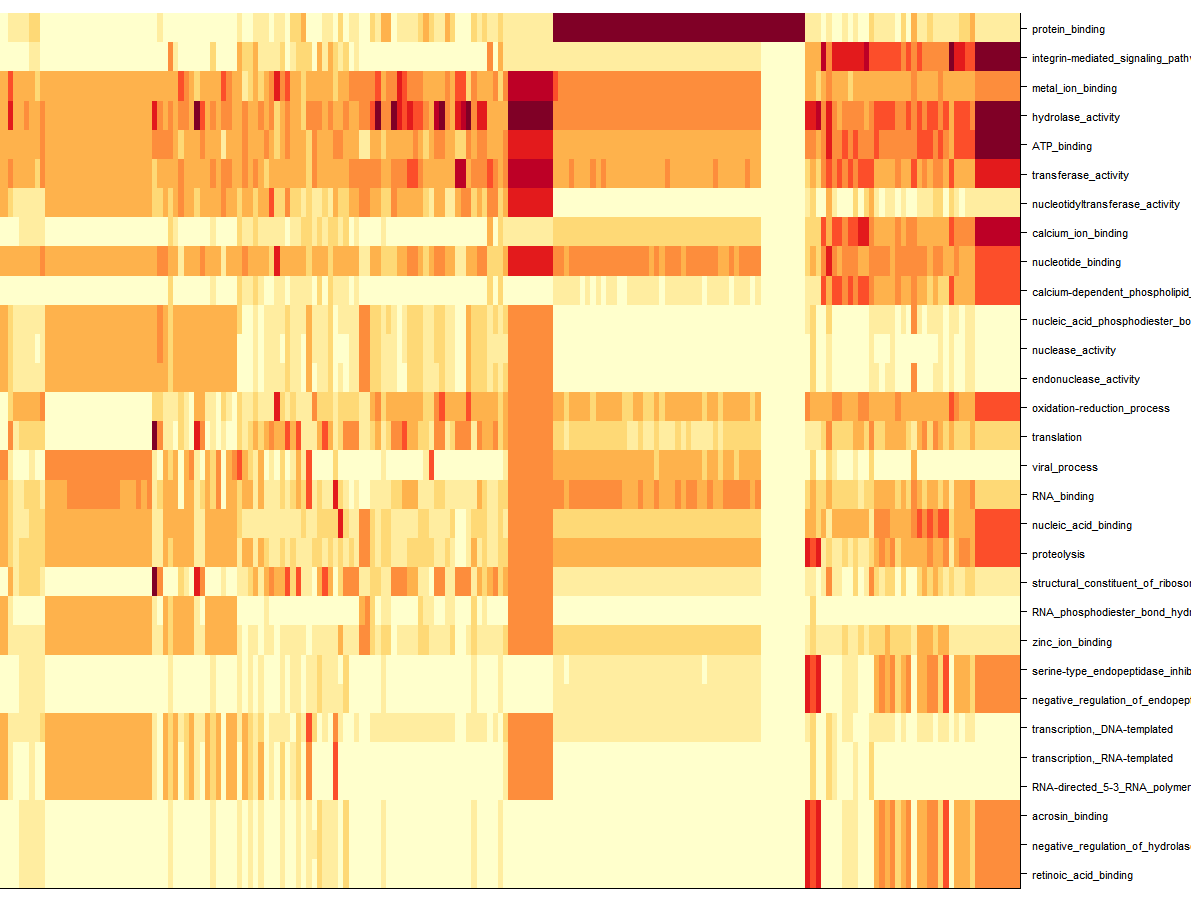 protein_binding
integrin-mediated_signaling_path
metal_ion_binding
hydrolase_activity
ATP_binding
transferase_activity
nucleotidyltransferase_activity
calcium_ion_binding
nucleotide_binding
calcium-dependent_phospholipid_
nucleic_acid_phosphodiester_bo
nuclease_activity
endonuclease_activity
oxidation-reduction_process
translation
viral_process
RNA_binding
nucleic_acid_binding
proteolysis
structural_constituent_of_riboso
RNA_phosphodiester_bond_hydr
zinc_ion_binding
serine-type_endopeptidase_inhib
negative_regulation_of_endopept
transcription,_DNA-templated
transcription,_RNA-templated
RNA-directed_5-3_RNA_polymer
acrosin_binding
negative_regulation_of_hydrolas
retinoic_acid_binding